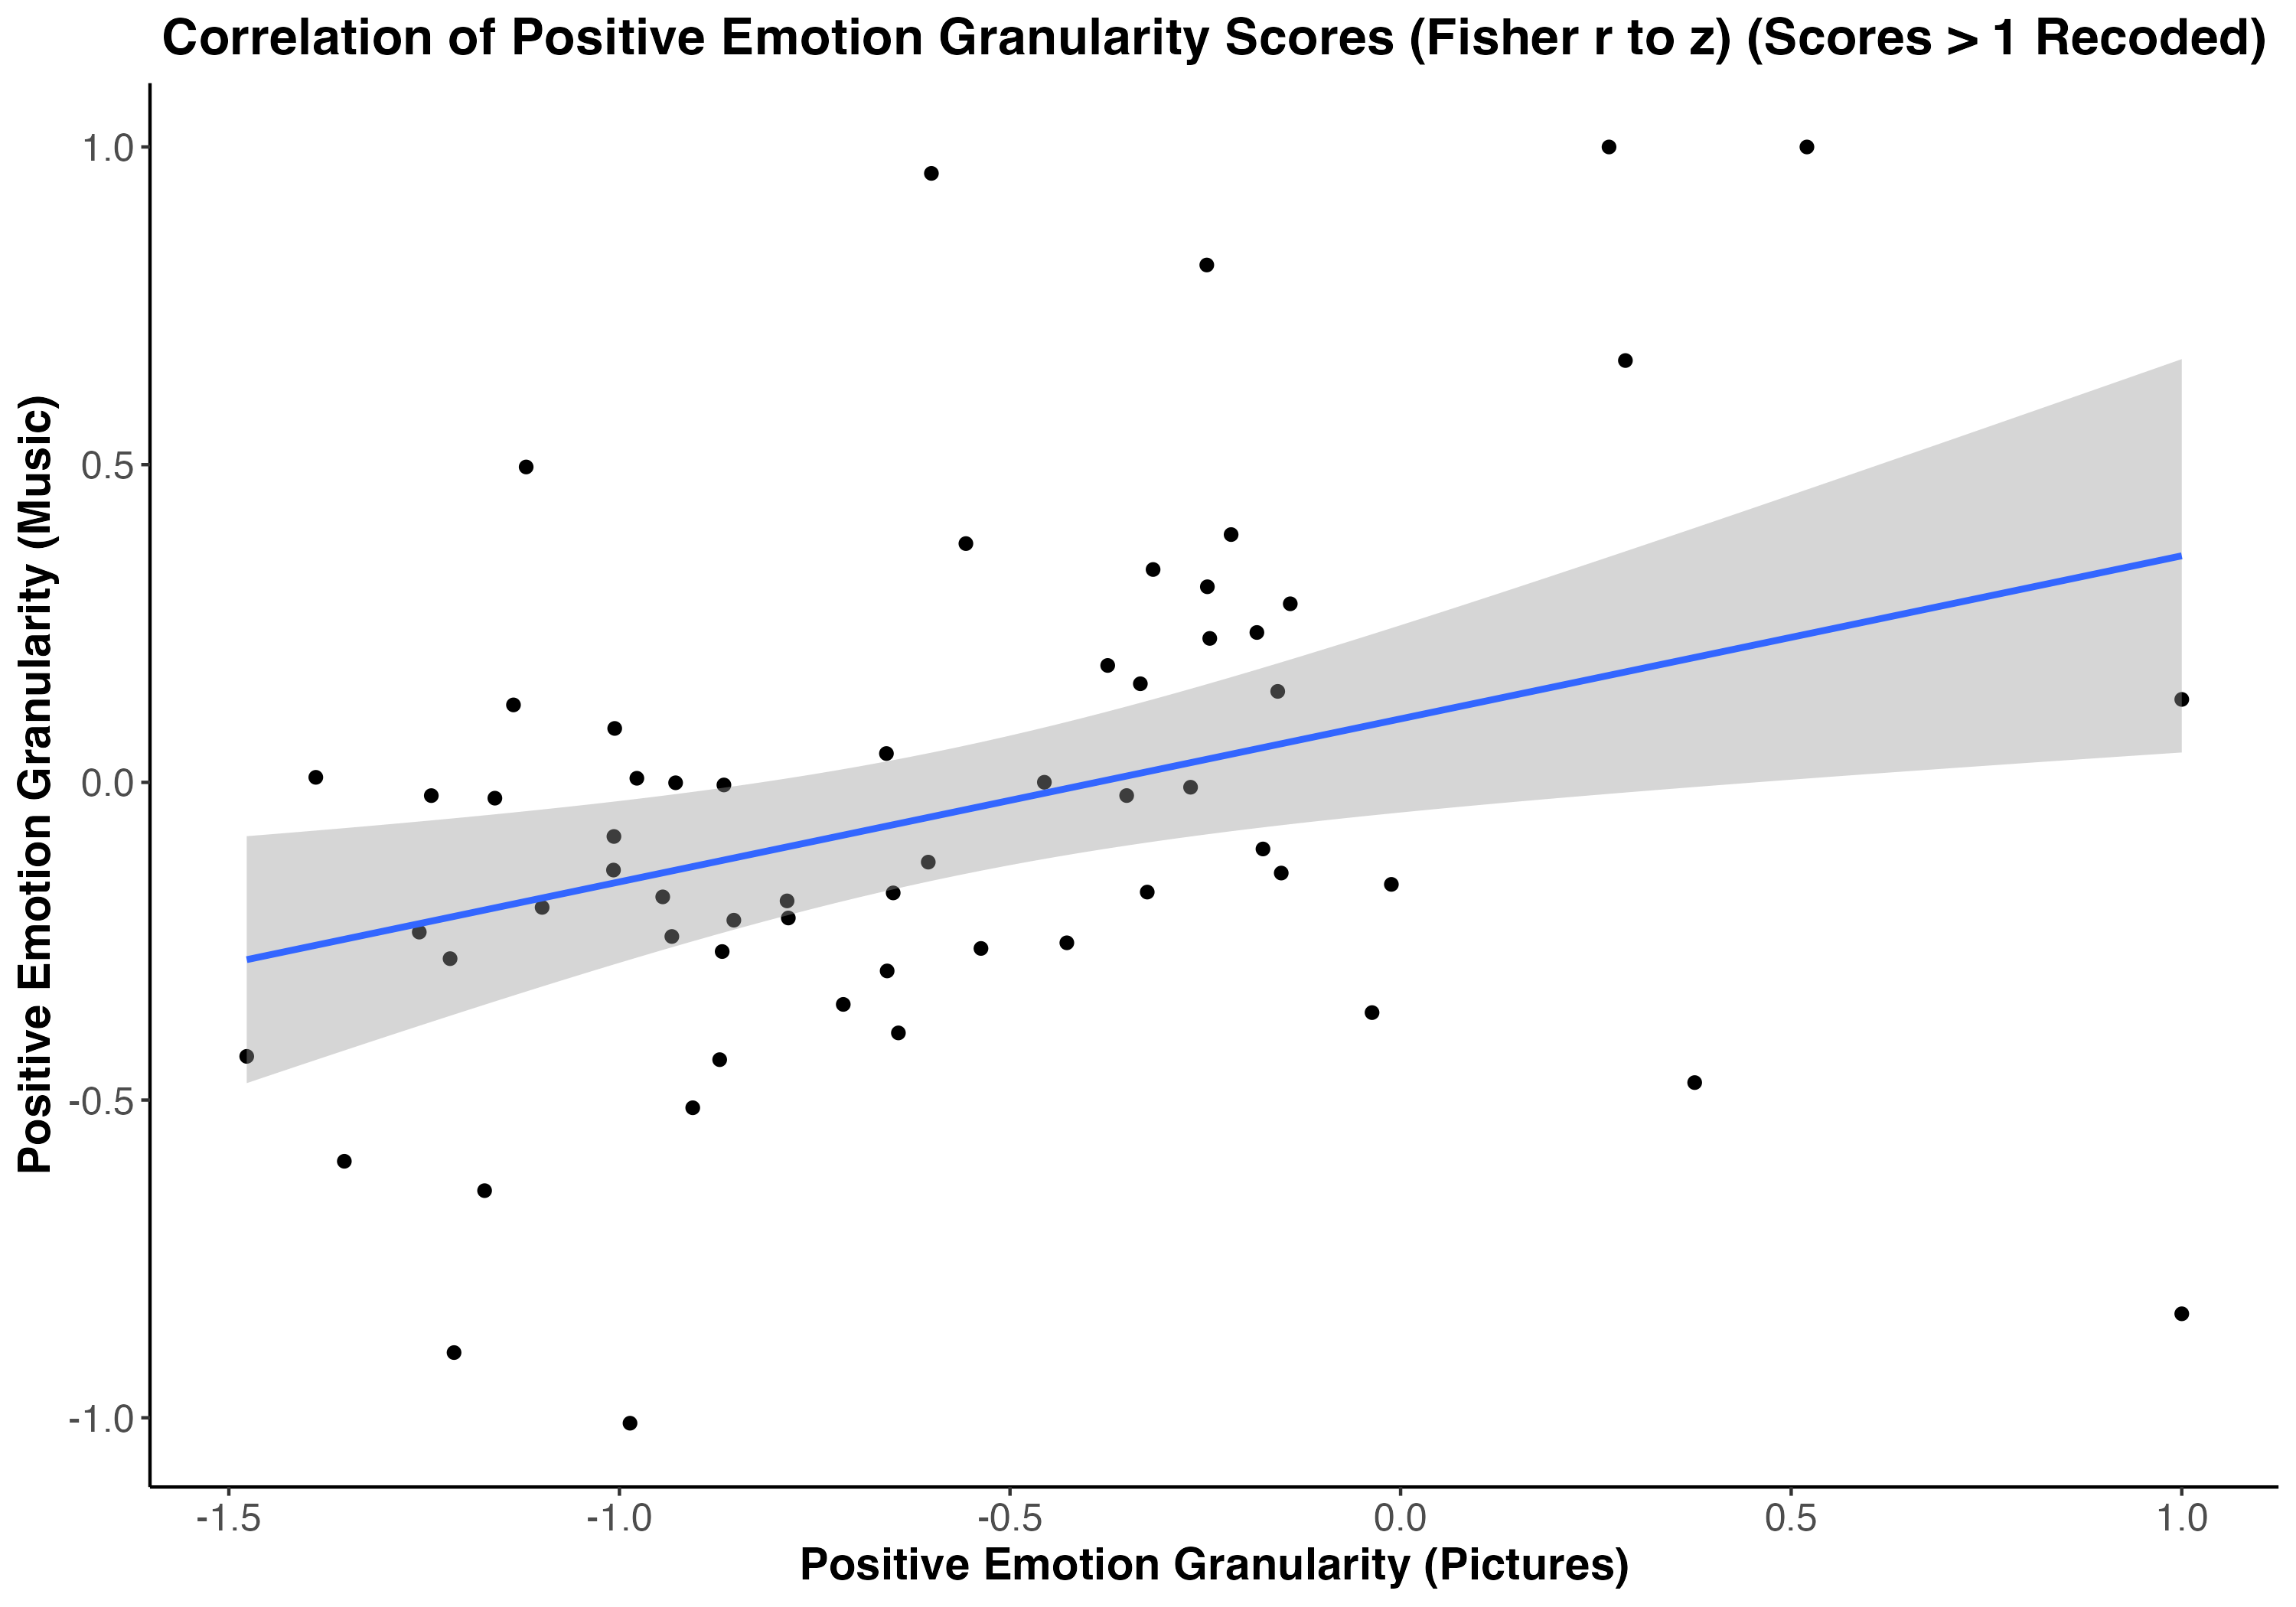 Correlation of Positive Emotion Granularity Scores (Fisher r to z) (Scores > 1 Recoded)
Positive Emotion Granularity (Music)
1.0
0.5
0.0
-0.5
-1.0
-1.5 -1.0 -0.5 0.0 0.5 1.0
Positive Emotion Granularity (Pictures)